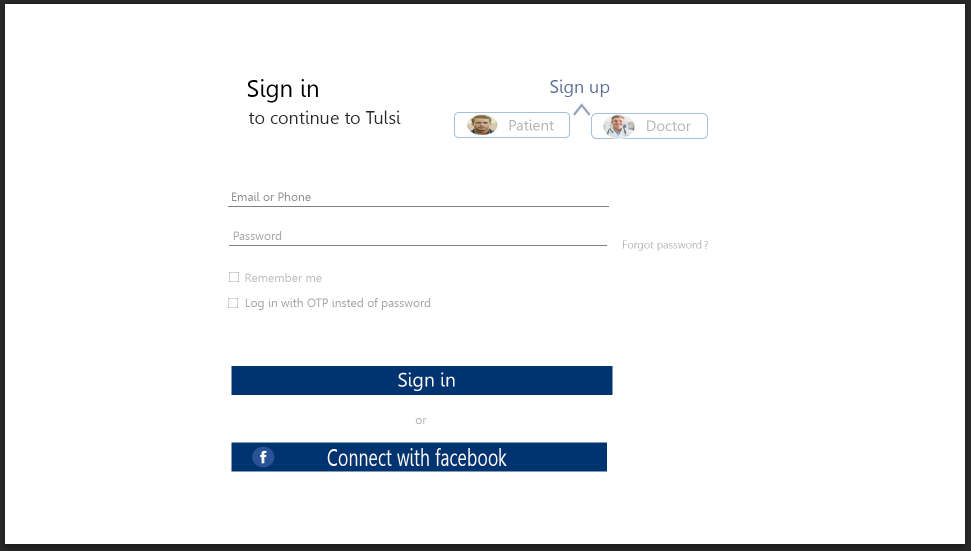 Sign in
to continue to Tulsi
Sign up
Patient
Doctor
Email or Phone
Password
Forgot password ?
Remember me
Log in with OTP insted of password
Sign in
or
f Connect with facebook